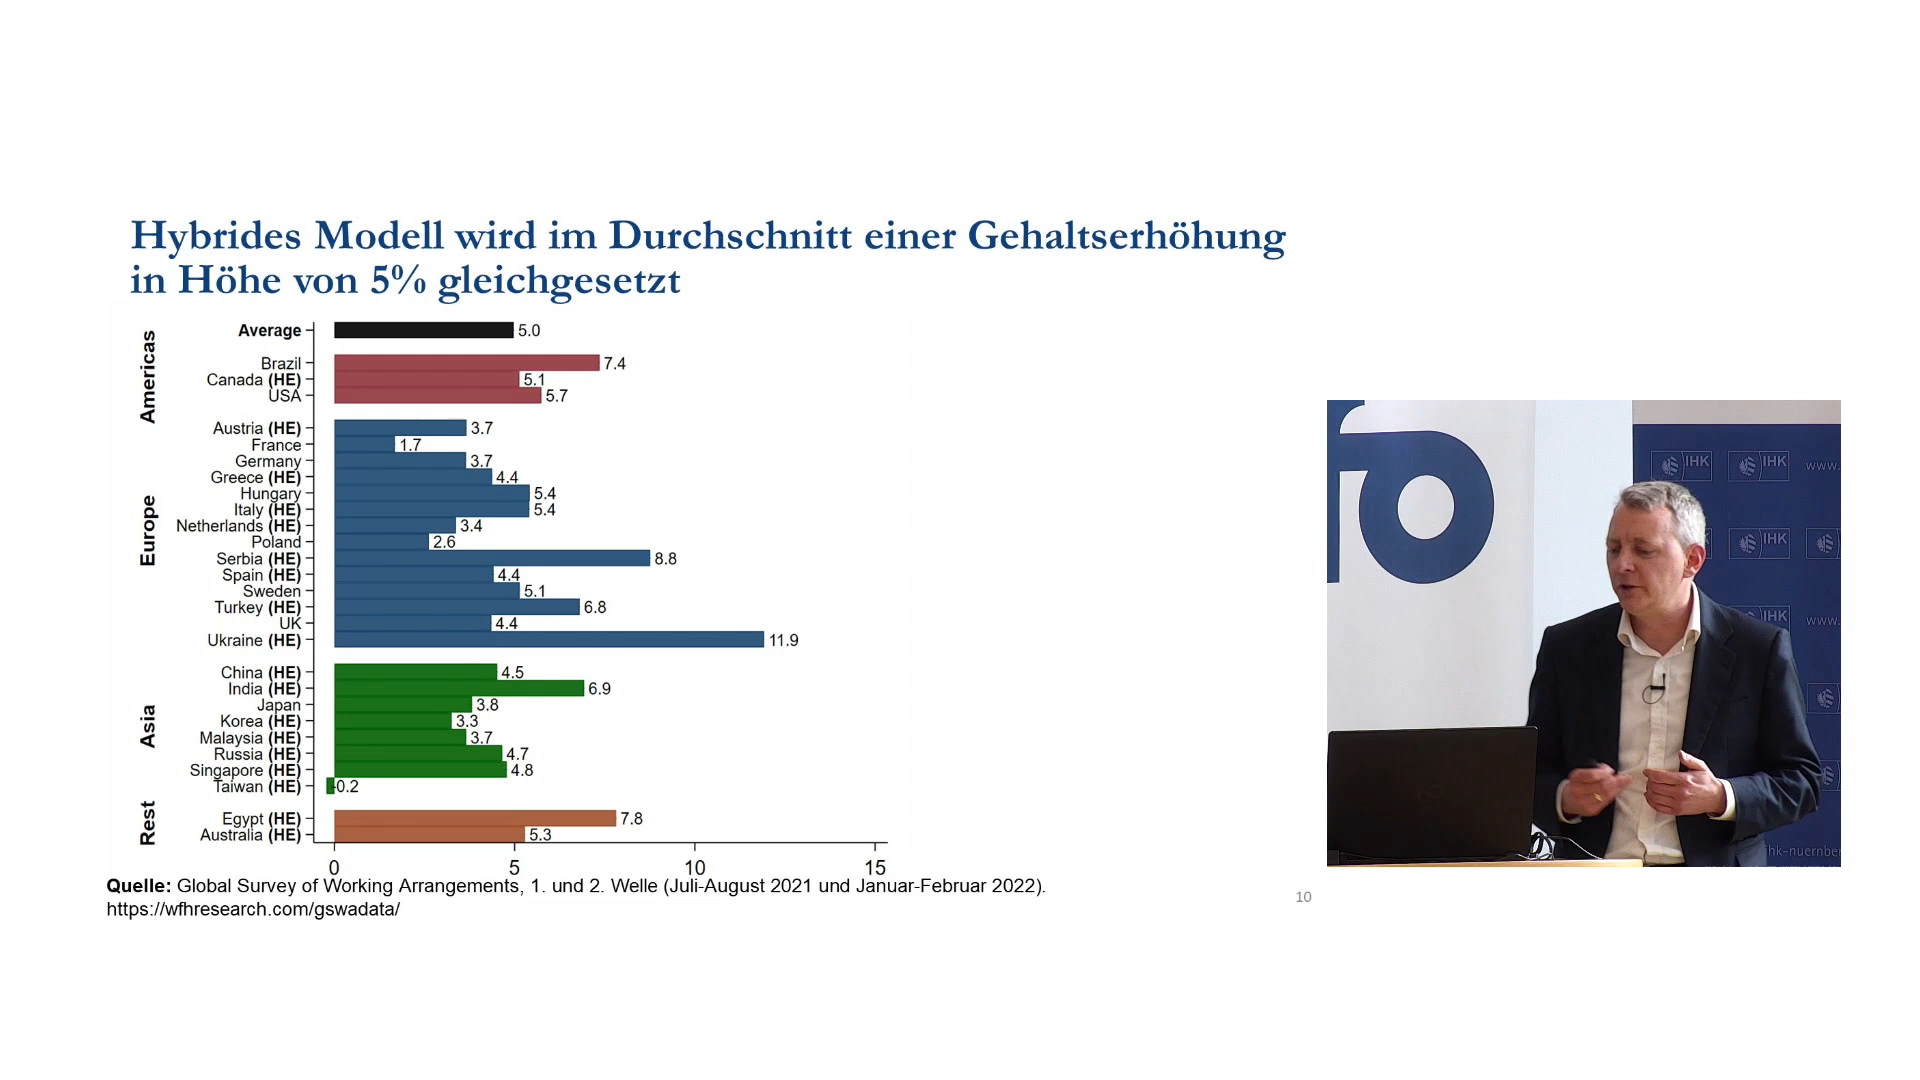 Hybrides Modell wird im Durchschnitt einer Gehaltserhöhung
in Höhe von 5% gleichgesetzt
Americas
Average 5.0
Brazil 7.4
Canada (HE) 5.1
USA 5.7
Europe
Austria (HE) 3.7
France 1.7
Germany 3.7
Greece (HE) 4.4
Hungary 5.4
Italy (HE) 5.4
Netherlands (HE) 3.4
Poland 2.6
Serbia (HE) 8.8
Spain (HE) 4.4
Sweden 5.1
Turkey (HE) 6.8
UK 4.4
Ukraine (HE) 11.9
Asia
China (HE) 4.5
India (HE) 6.9
Japan 3.8
Korea (HE) 3.3
Malaysia (HE) 3.7
Russia (HE) 4.7
Singapore (HE) 4.8
Taiwan (HE) -0.2
Rest
Egypt (HE) 7.8
Australia (HE) 5.3
0 5 10 15
Quelle: Global Survey of Working Arrangements, 1. und 2. Welle (Juli-August 2021 und Januar-Februar 2022).
https://wfhresearch.com/gswadata/
10
IHK IHK www.
IHK
IHK www.
ihk-nuernber